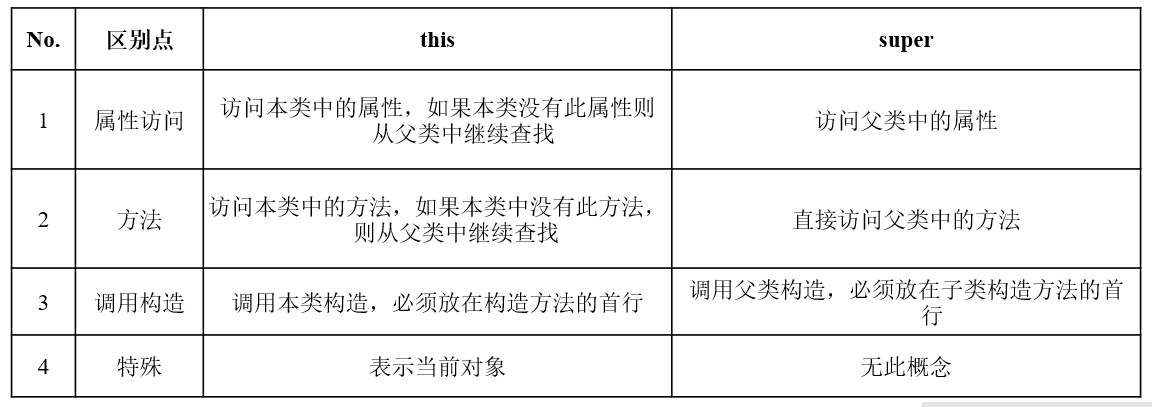 No. 区别点 this super
1 属性访问 访问本类中的属性，如果本类没有此属性则
从父类中继续查找 访问父类中的属性
2 方法 访问本类中的方法，如果本类中没有此方法，
则从父类中继续查找 直接访问父类中的方法
3 调用构造 调用本类构造，必须放在构造方法的首行 调用父类构造，必须放在子类构造方法的首
行
4 特殊 表示当前对象 无此概念